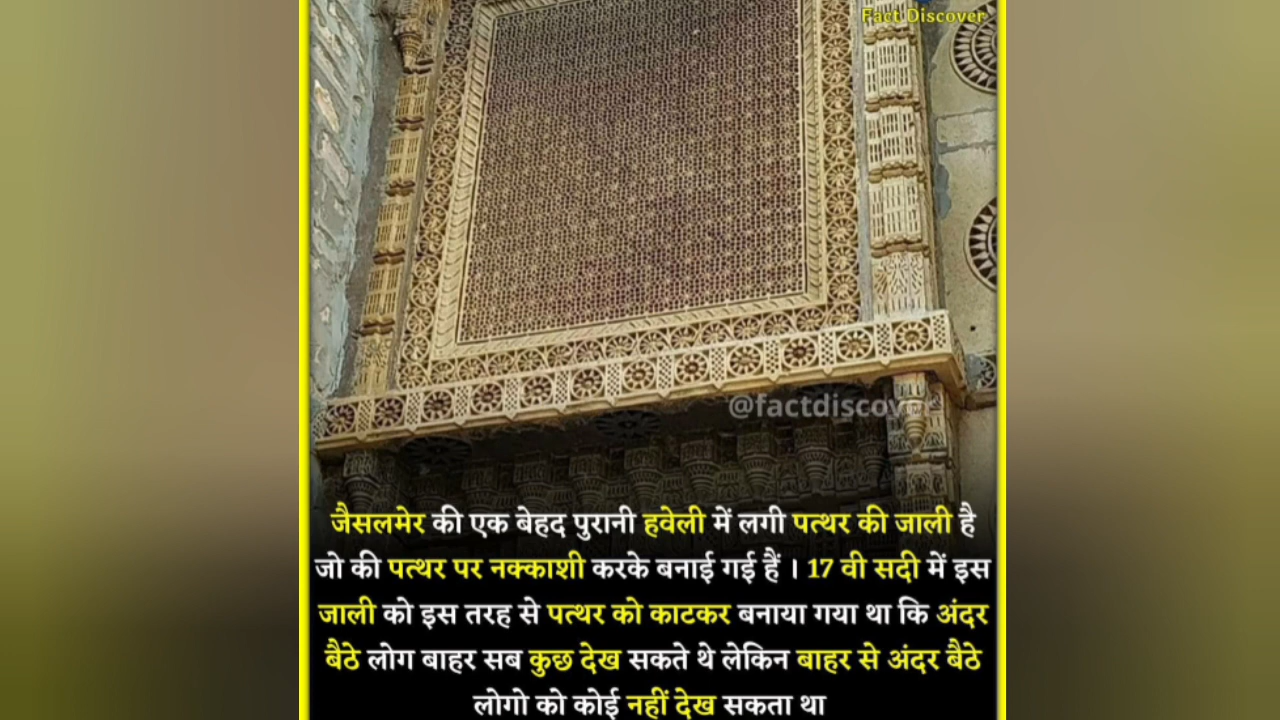 Fact Discover
@factdiscover
जैसलमेर की एक बेहद पुरानी हवेली में लगी पत्थर की जाली है
जो की पत्थर पर नक्काशी करके बनाई गई हैं । 17 वी सदी में इस
जाली को इस तरह से पत्थर को काटकर बनाया गया था कि अंदर
बैठे लोग बाहर सब कुछ देख सकते थे लेकिन बाहर से अंदर बैठे
लोगो को कोई नहीं देख सकता था